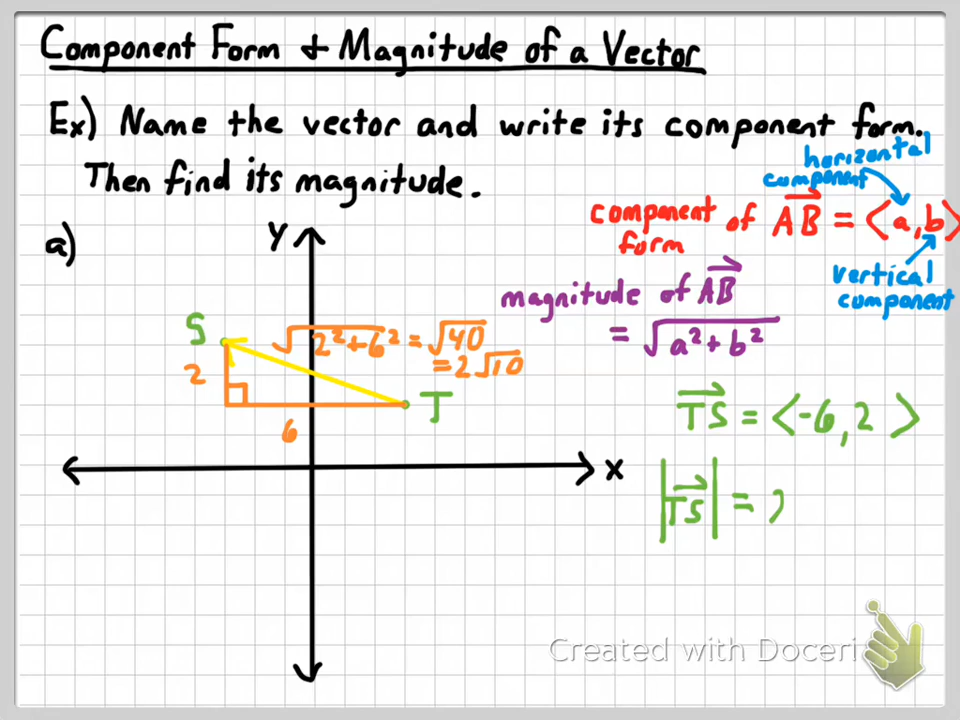 Component Form & Magnitude of a Vector
Ex) Name the vector and write its component form.
Then find its magnitude.
horizontal
component
component
form
of AB⃗ = <a,b>
vertical
component
magnitude of AB⃗
= √(a² + b²)
a)
Y
S
2
√(2²+6²) = √40
= 2√10
T
6
X
TS⃗ = <-6, 2>
|TS⃗| =
Created with Doceri